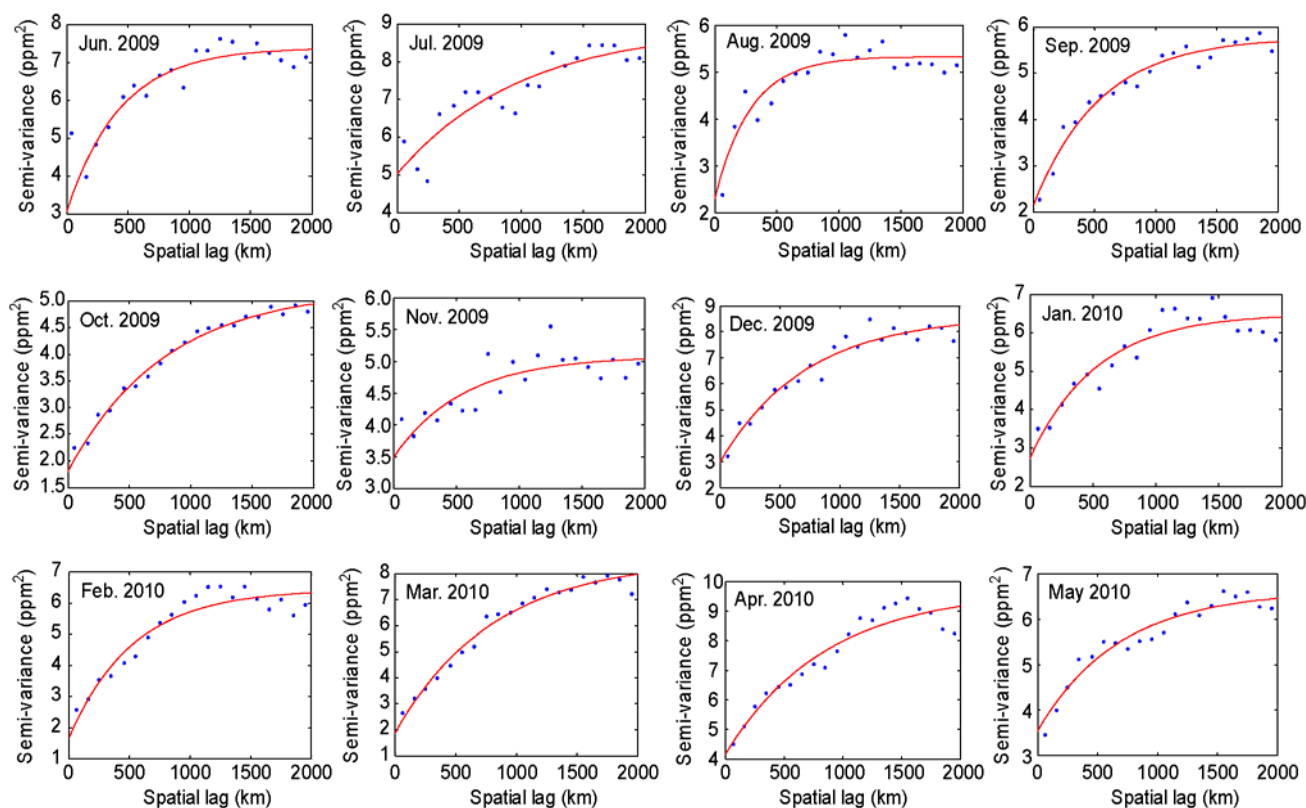 Semi-variance (ppm²)
Jun. 2009
8
7
6
5
4
3
0 500 1000 1500 2000
Spatial lag (km)
Semi-variance (ppm²)
Jul. 2009
9
8
7
6
5
4
0 500 1000 1500 2000
Spatial lag (km)
Semi-variance (ppm²)
Aug. 2009
6
5
4
3
2
0 500 1000 1500 2000
Spatial lag (km)
Semi-variance (ppm²)
Sep. 2009
6
5
4
3
2
0 500 1000 1500 2000
Spatial lag (km)
Semi-variance (ppm²)
Oct. 2009
5.0
4.5
4.0
3.5
3.0
2.5
2.0
1.5
0 500 1000 1500 2000
Spatial lag (km)
Semi-variance (ppm²)
Nov. 2009
6.0
5.5
5.0
4.5
4.0
3.5
3.0
0 500 1000 1500 2000
Spatial lag (km)
Semi-variance (ppm²)
Dec. 2009
9
8
7
6
5
4
3
2
0 500 1000 1500 2000
Spatial lag (km)
Semi-variance (ppm²)
Jan. 2010
7
6
5
4
3
2
0 500 1000 1500 2000
Spatial lag (km)
Semi-variance (ppm²)
Feb. 2010
7
6
5
4
3
2
1
0 500 1000 1500 2000
Spatial lag (km)
Semi-variance (ppm²)
Mar. 2010
8
7
6
5
4
3
2
1
0 500 1000 1500 2000
Spatial lag (km)
Semi-variance (ppm²)
Apr. 2010
10
9
8
7
6
5
4
0 500 1000 1500 2000
Spatial lag (km)
Semi-variance (ppm²)
May 2010
7
6
5
4
3
0 500 1000 1500 2000
Spatial lag (km)